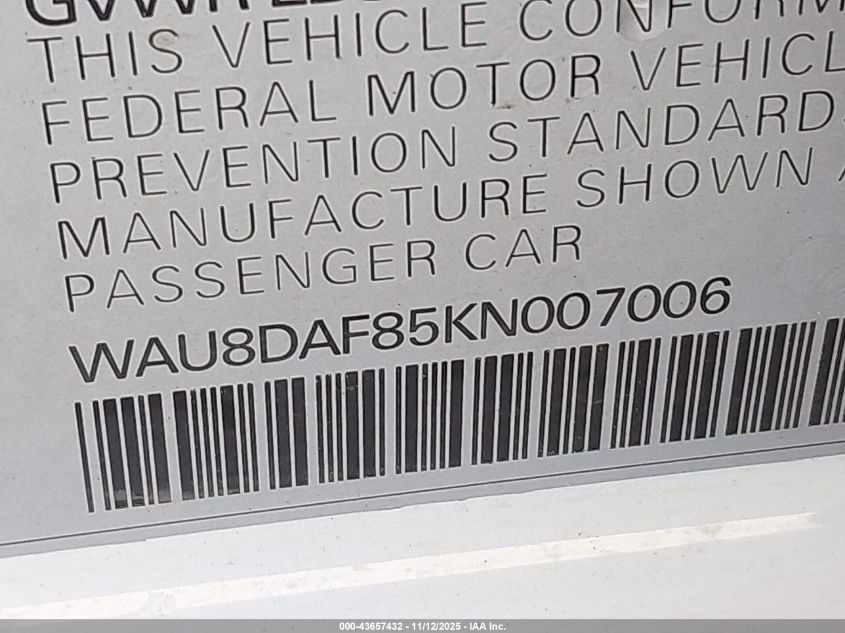 THIS VEHICLE CONFORM
FEDERAL MOTOR VEHICL
PREVENTION STANDARD
MANUFACTURE SHOWN A
PASSENGER CAR
WAU8DAF85KN007006
000-43657432 - 11/12/2025 - IAA Inc.